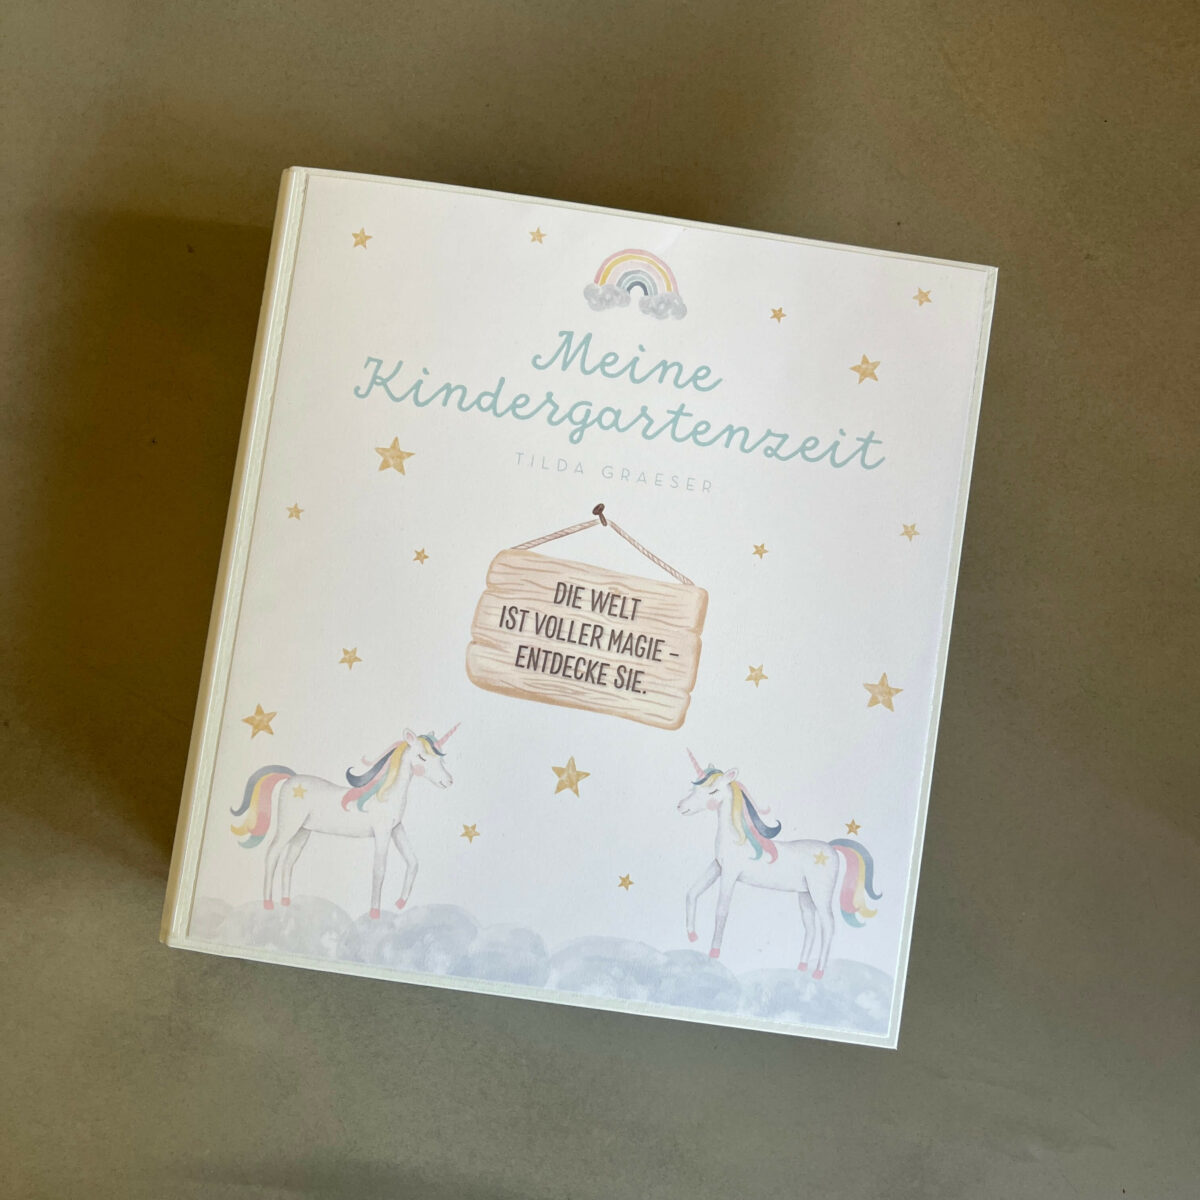 Meine
Kindergartenzeit
TILDA GRAESER
DIE WELT
IST VOLLER MAGIE –
ENTDECKE SIE.